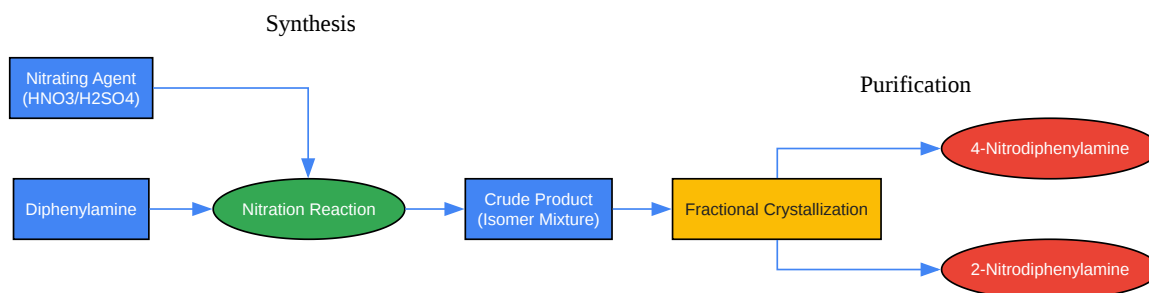 Synthesis
Nitrating Agent
(HNO3/H2SO4)
Purification
4-Nitrodiphenylamine
Diphenylamine
Nitration Reaction
Crude Product
(Isomer Mixture)
Fractional Crystallization
2-Nitrodiphenylamine